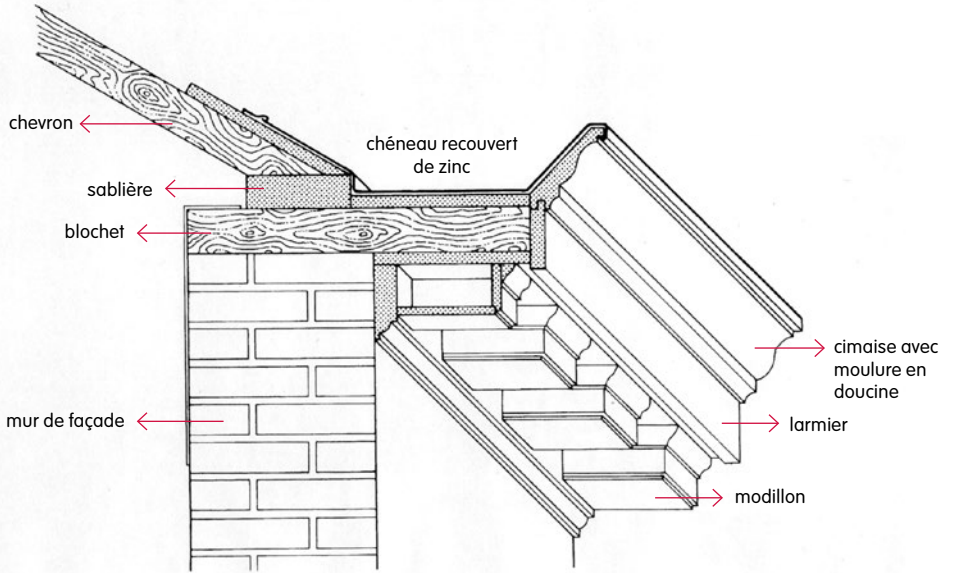 chevron
chéneau recouvert
de zinc
sablière
blochet
cimaise avec
moulure en
doucine
mur de façade
larmier
modillon